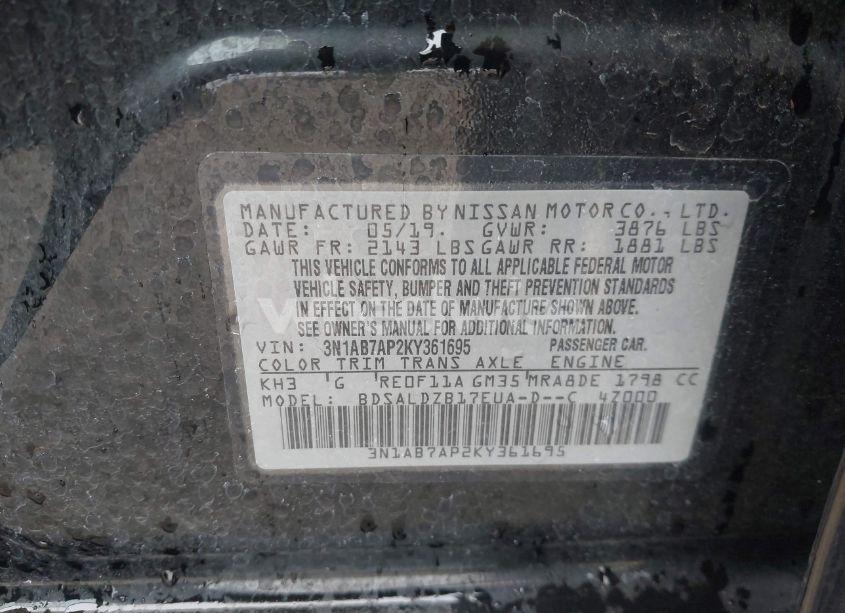 MANUFACTURED BY NISSAN MOTOR CO., LTD.
DATE: 05/19. GVWR: 3876 LBS
GAWR FR: 2143 LBS GAWR RR: 1881 LBS
THIS VEHICLE CONFORMS TO ALL APPLICABLE FEDERAL MOTOR
VEHICLE SAFETY, BUMPER AND THEFT PREVENTION STANDARDS
IN EFFECT ON THE DATE OF MANUFACTURE SHOWN ABOVE.
SEE OWNER'S MANUAL FOR ADDITIONAL INFORMATION.
VIN: 3N1AB7AP2KY361695 PASSENGER CAR.
COLOR TRIM TRANS AXLE ENGINE
KH3 G RE0F11A GM35 MRA8DE 1798 CC
MODEL: BDSALDZB17EUA-D--C 4Z000
3N1AB7AP2KY361695